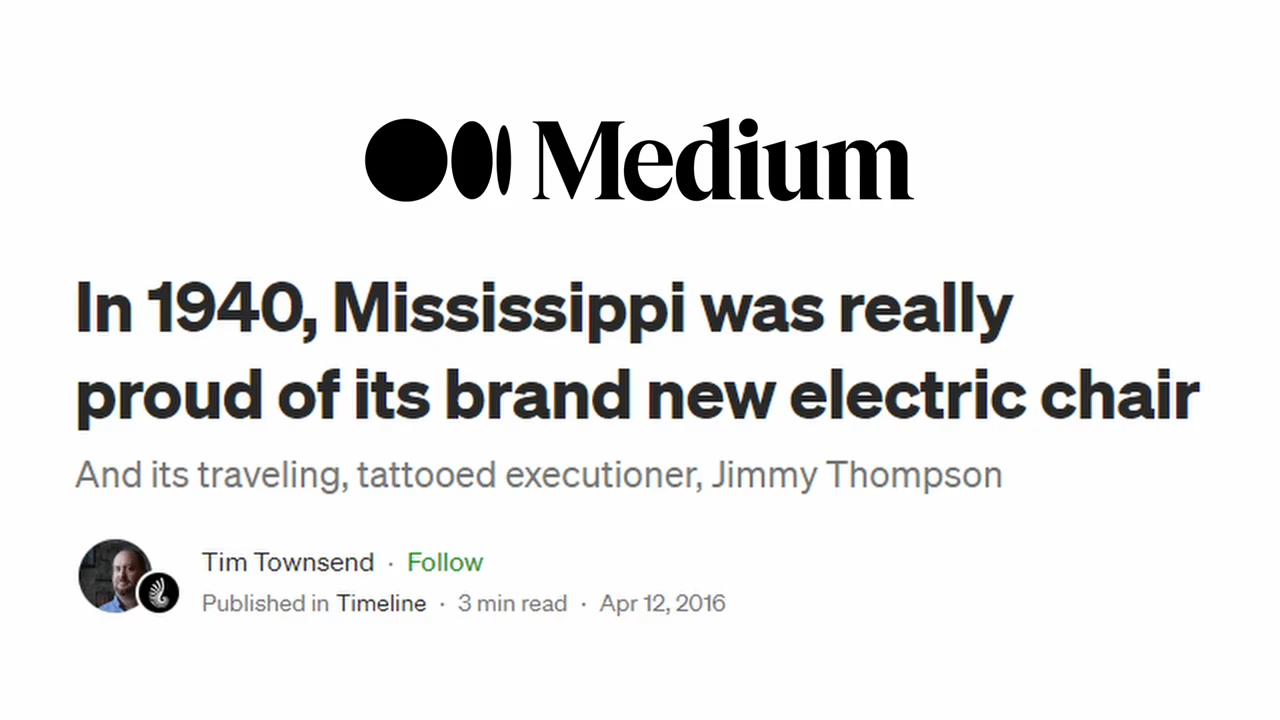 Medium
In 1940, Mississippi was really
proud of its brand new electric chair
And its traveling, tattooed executioner, Jimmy Thompson
Tim Townsend · Follow
Published in Timeline · 3 min read · Apr 12, 2016